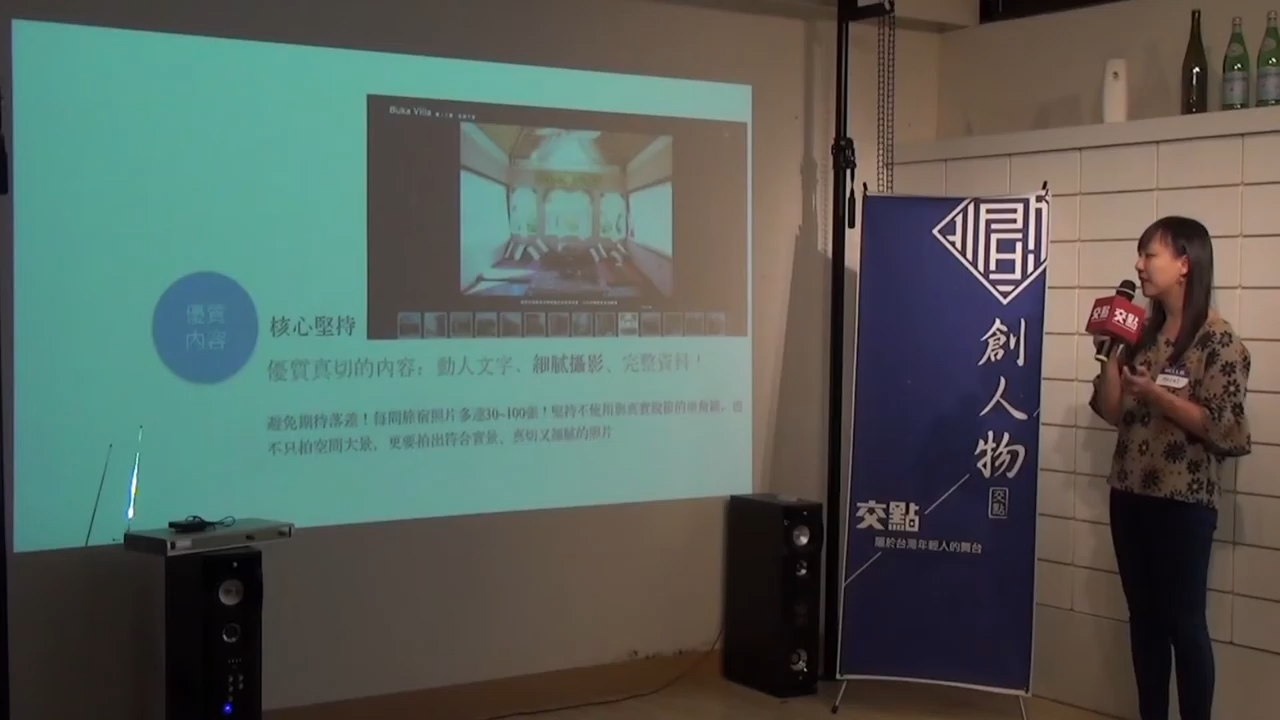 Buka Villa
優質
內容
核心堅持
優質真切的內容：動人文字、細膩攝影、完整資料！
避免期待落差！每間旅宿照片多達30~100張！堅持不使用與真實脫節的廣角鏡，也
不只拍空間大景，更要拍出符合實景、真切又細膩的照片
創
人
物
交
點
交點
屬於台灣年輕人的舞台
交點
交點